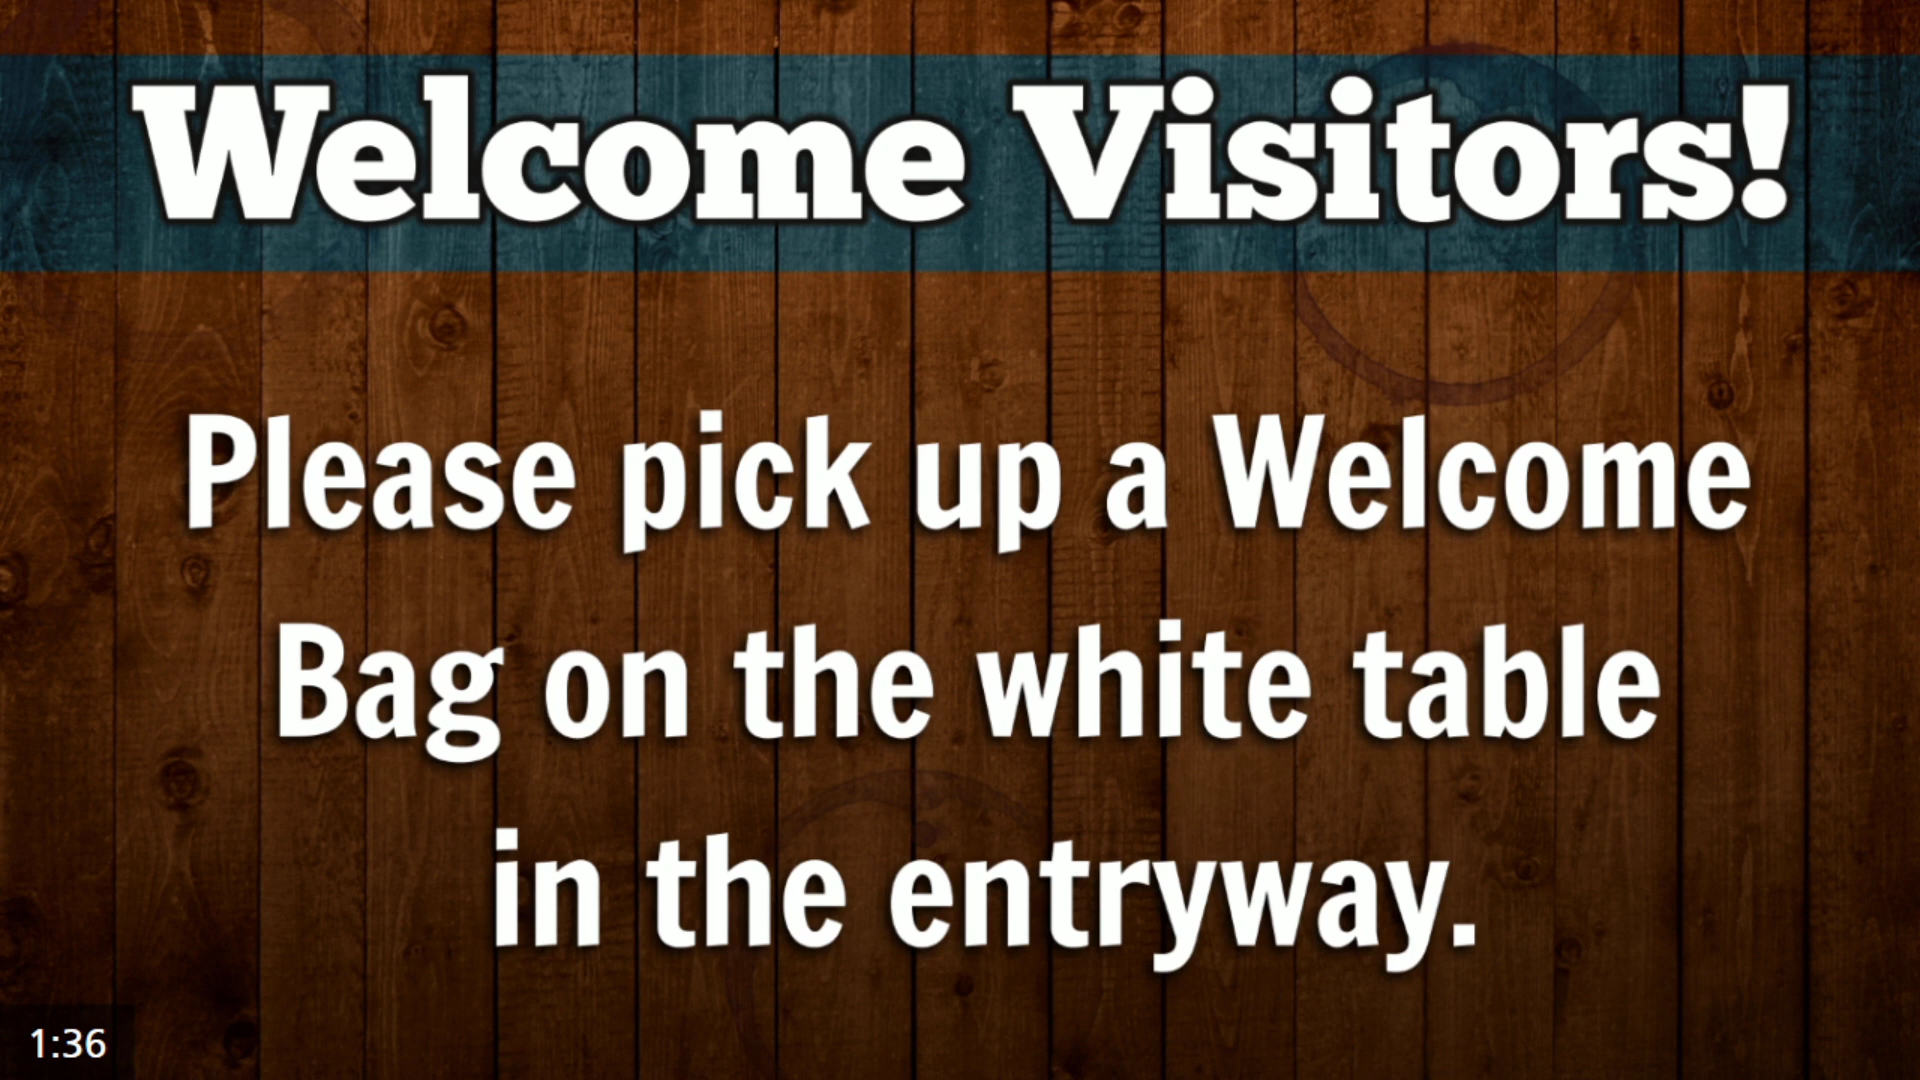 Welcome Visitors!
Please pick up a Welcome
Bag on the white table
in the entryway.
1:36